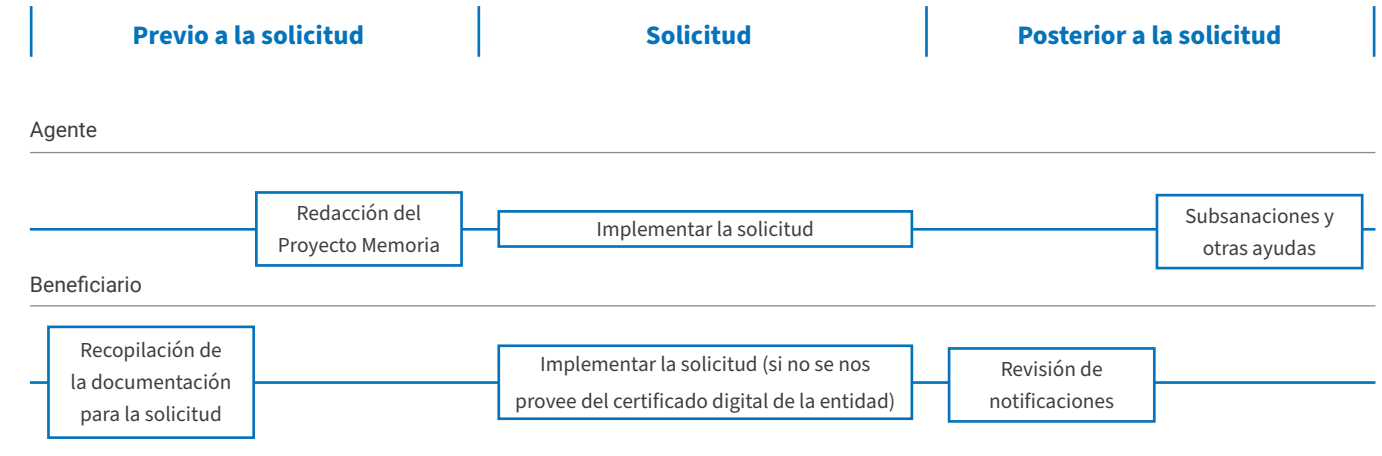 Previo a la solicitud
Solicitud
Posterior a la solicitud
Agente
Redacción del
Proyecto Memoria
Implementar la solicitud
Subsanaciones y
otras ayudas
Beneficiario
Recopilación de
la documentación
para la solicitud
Implementar la solicitud (si no se nos
provee del certificado digital de la entidad)
Revisión de
notificaciones